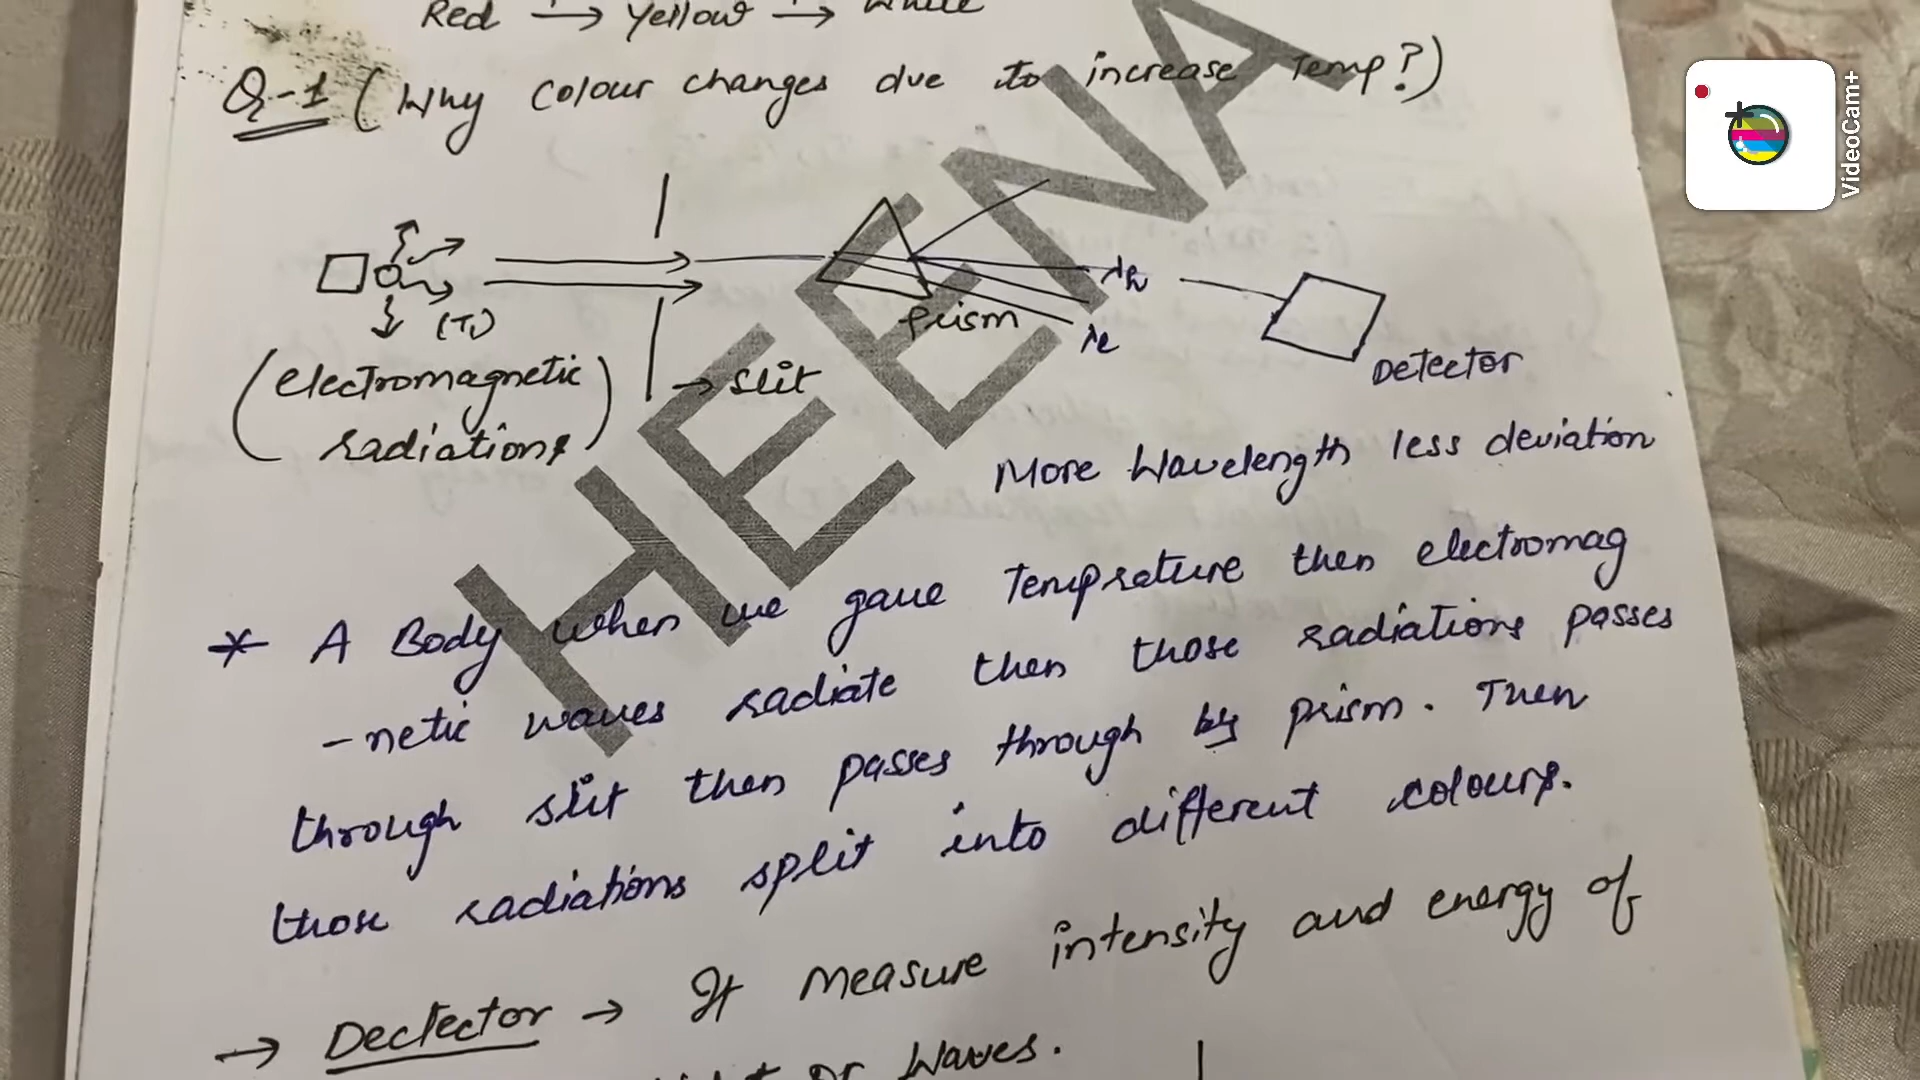 Red → Yellow → White
Q-1 (Why Colour changes due to increase Temp?)
(T1)
(electromagnetic radiations)
→ slit
Prism
λR
Detector
More Wavelength less deviation
* A Body when we gave Temprature then electromag
-netic waves radiate then those radiations passes
through slit then passes through by prism. Then
those radiations split into different colours.
→ Dectector → It Measure intensity and energy of
or Waves.
HEENA
VideoCam+